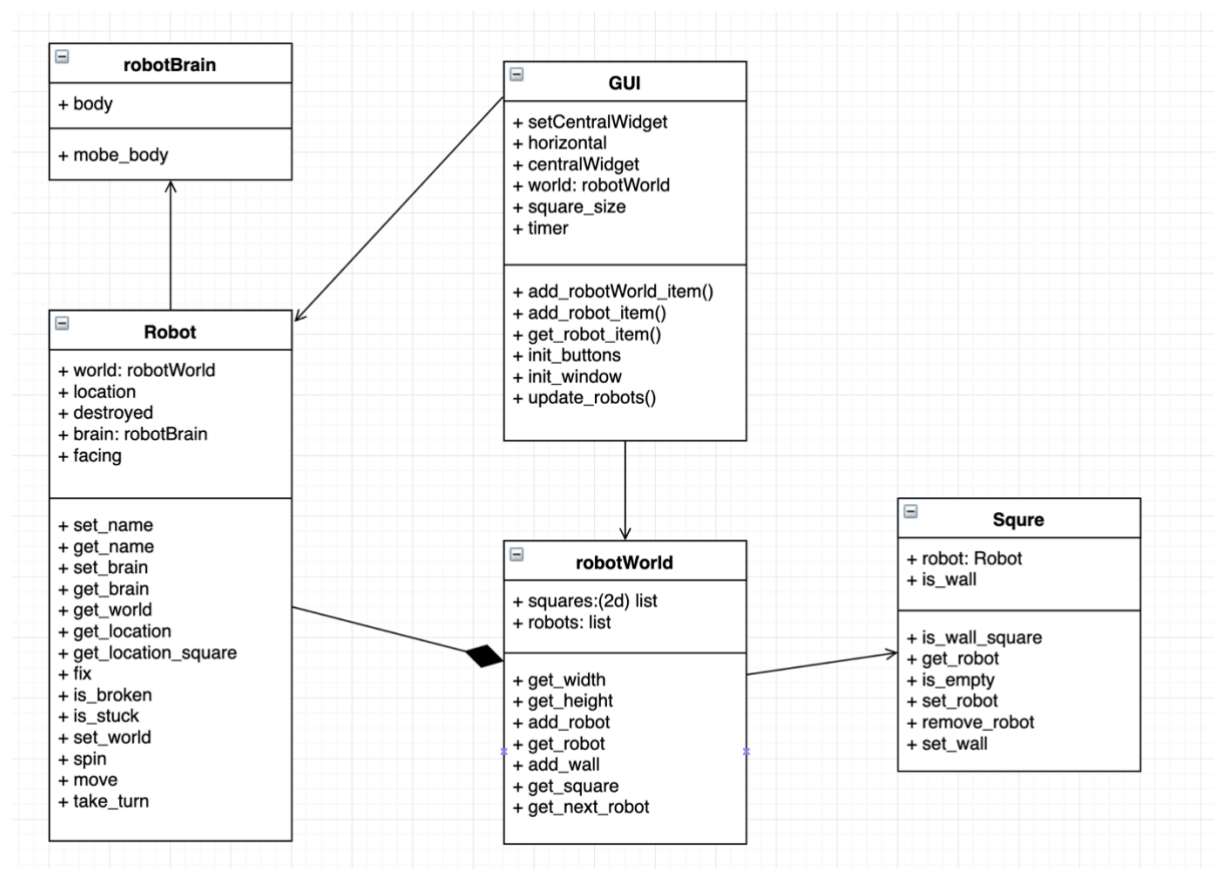 robotBrain
+ body
+ mobe_body
GUI
+ setCentralWidget
+ horizontal
+ centralWidget
+ world: robotWorld
+ square_size
+ timer
+ add_robotWorld_item()
+ add_robot_item()
+ get_robot_item()
+ init_buttons
+ init_window
+ update_robots()
Robot
+ world: robotWorld
+ location
+ destroyed
+ brain: robotBrain
+ facing
+ set_name
+ get_name
+ set_brain
+ get_brain
+ get_world
+ get_location
+ get_location_square
+ fix
+ is_broken
+ is_stuck
+ set_world
+ spin
+ move
+ take_turn
robotWorld
+ squares:(2d) list
+ robots: list
+ get_width
+ get_height
+ add_robot
+ get_robot
+ add_wall
+ get_square
+ get_next_robot
Squre
+ robot: Robot
+ is_wall
+ is_wall_square
+ get_robot
+ is_empty
+ set_robot
+ remove_robot
+ set_wall